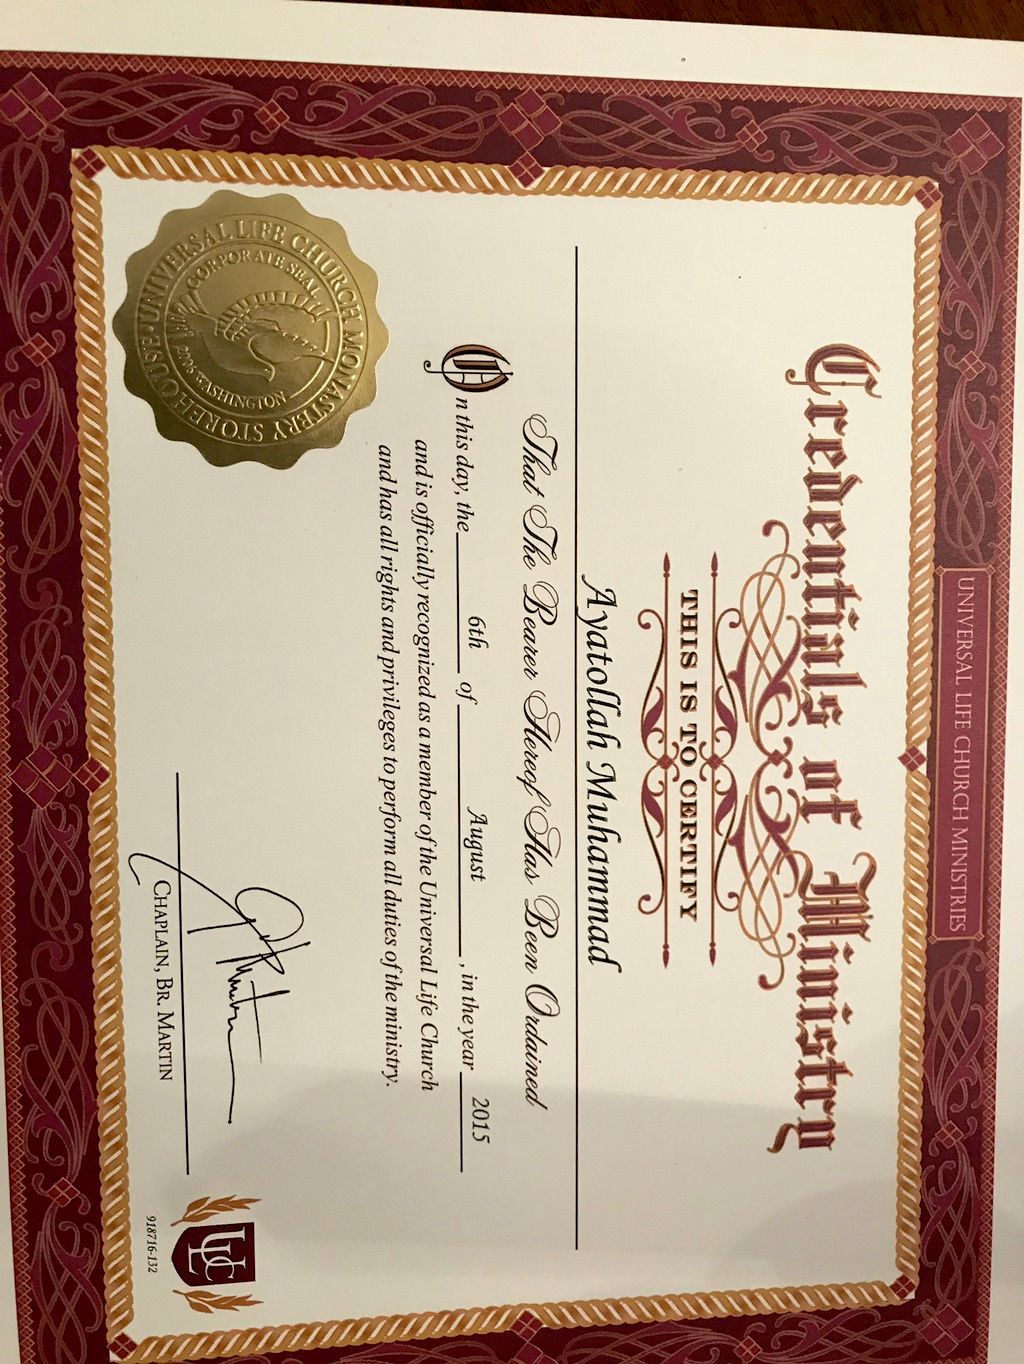 UNIVERSAL LIFE CHURCH MINISTRIES
Credentials of Ministry
THIS IS TO CERTIFY
Ayatollah Muhammad
That The Bearer Hereof Has Been Ordained
On this day, the 6th of August, in the year 2015
and is officially recognized as a member of the Universal Life Church
and has all rights and privileges to perform all duties of the ministry.
UNIVERSAL LIFE CHURCH MONASTERY STOREHOUSE
CORPORATE SEAL
2006 WASHINGTON
CHAPLAIN, BR. MARTIN
ULC
918716-132